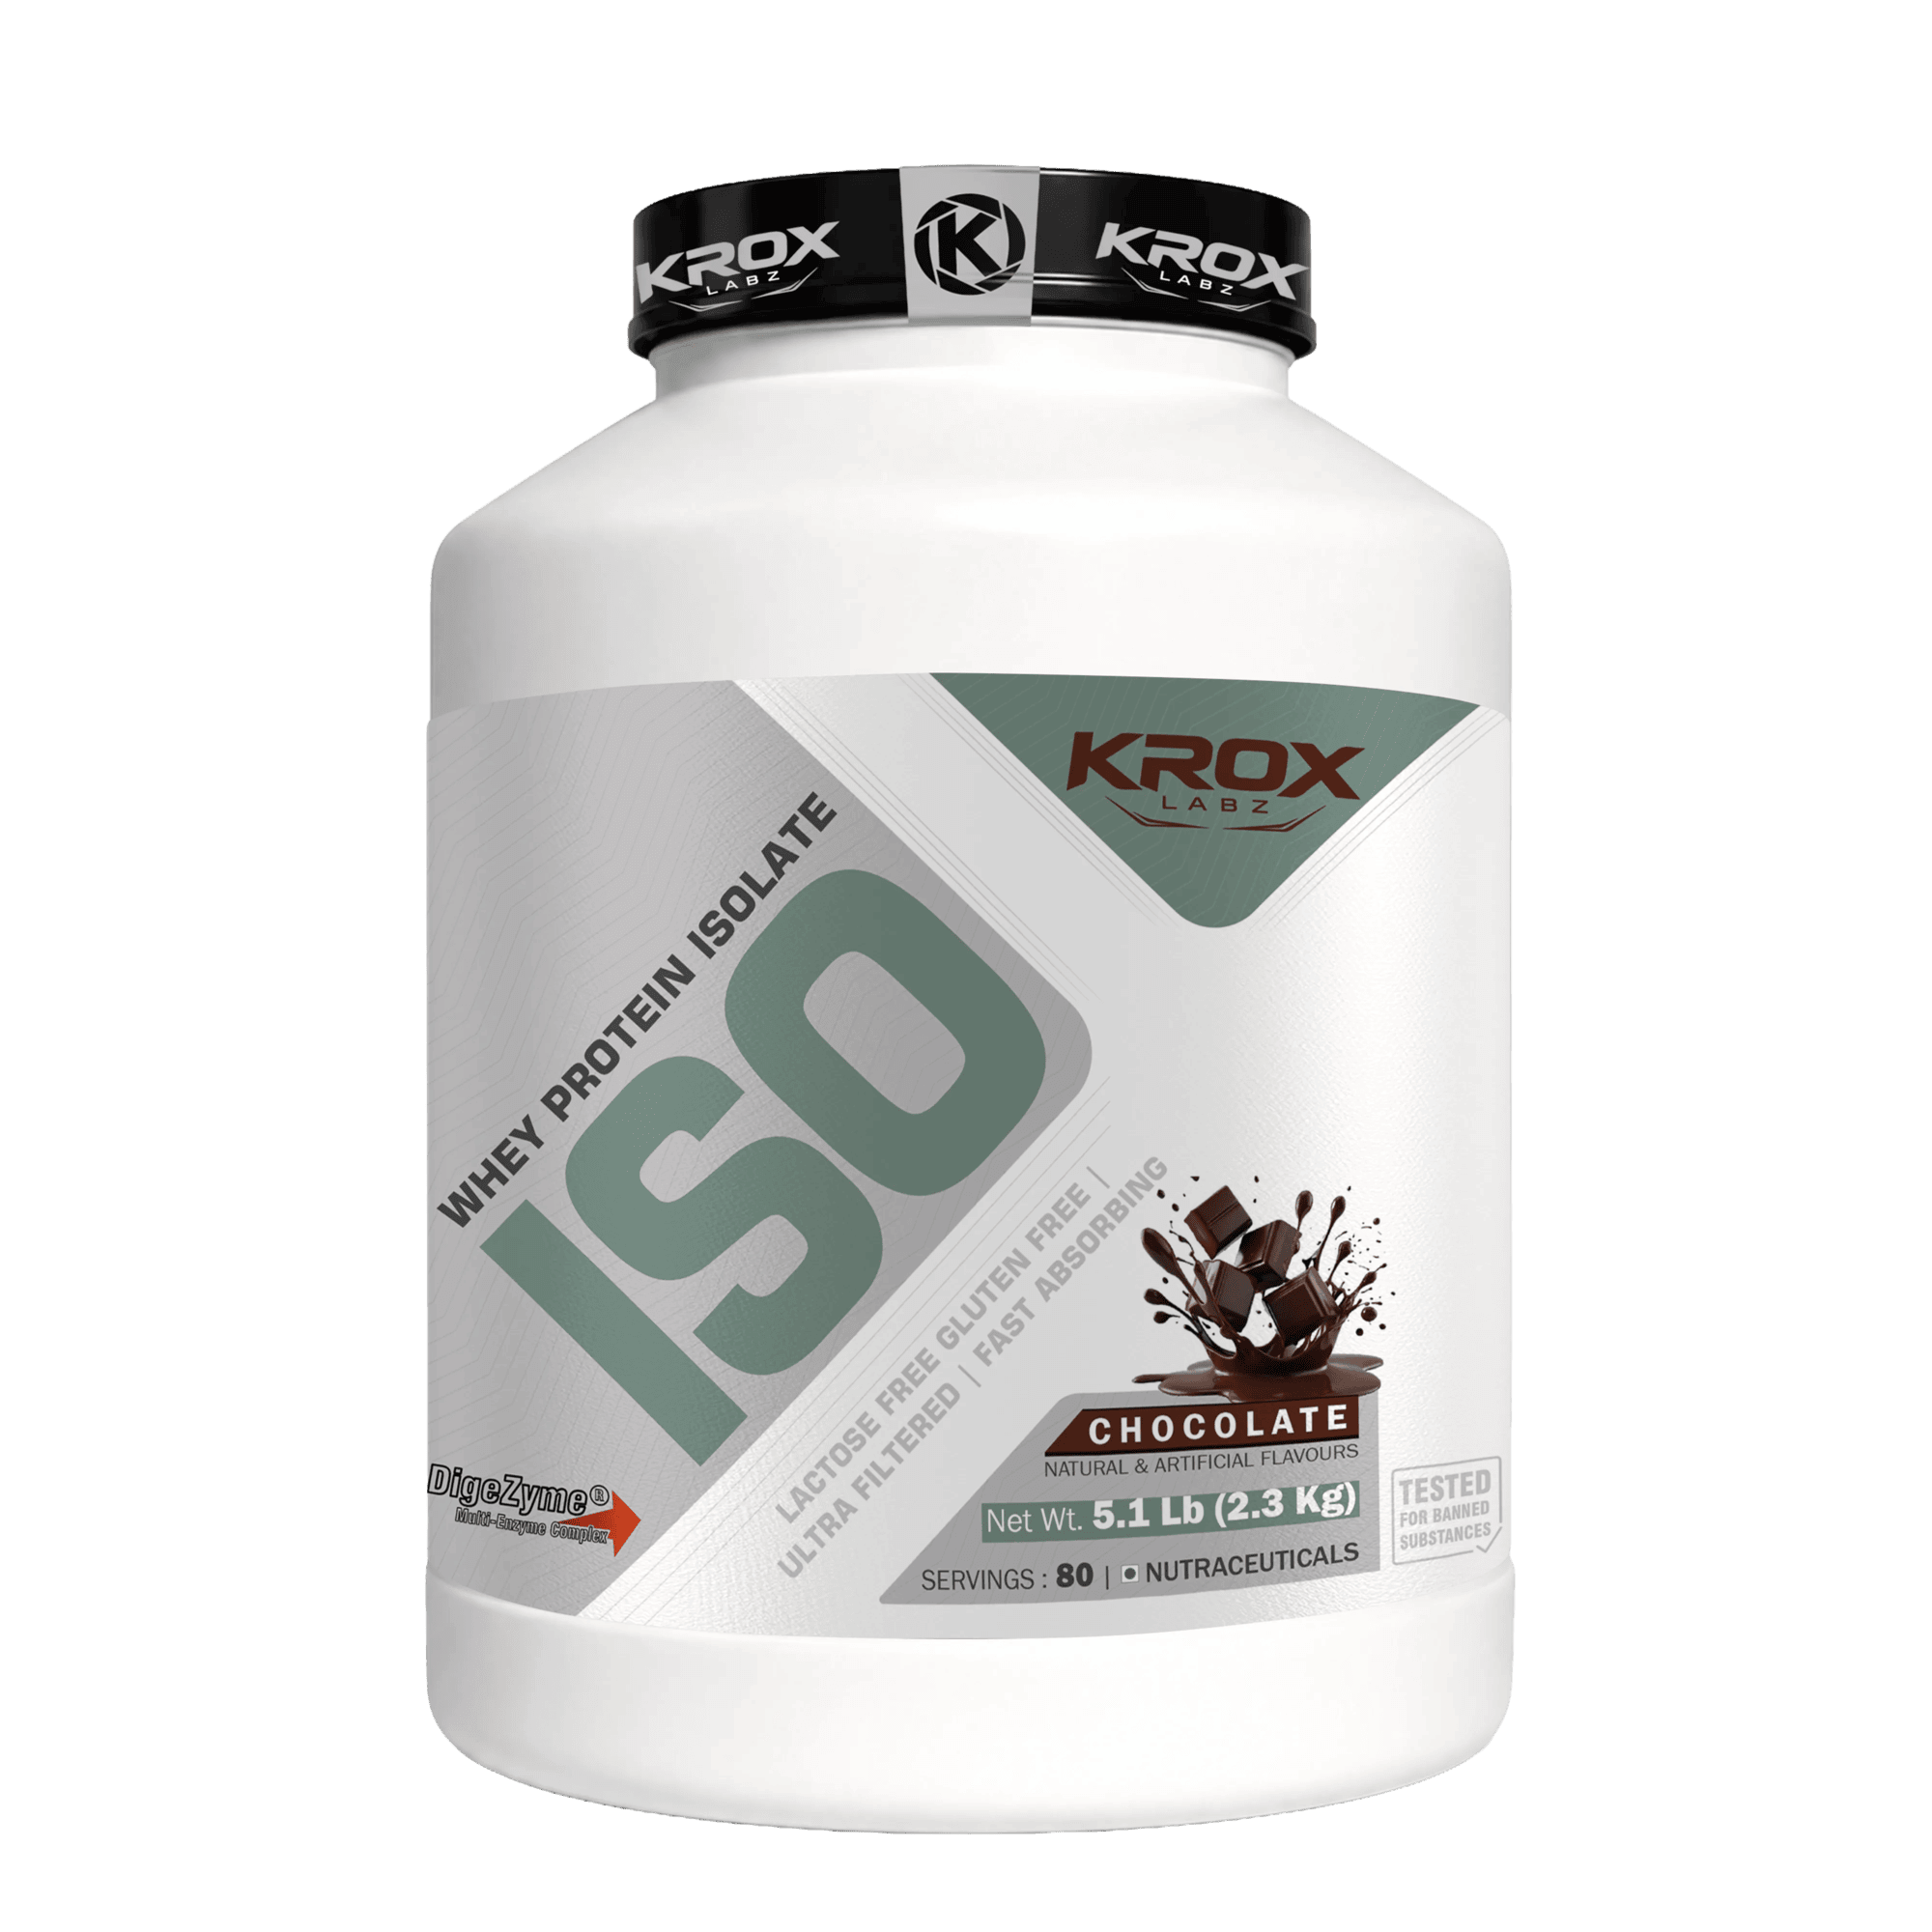 KROX
LABZ
K
KROX
LABZ
KROX
LABZ
WHEY PROTEIN ISOLATE
ISO
LACTOSE FREE GLUTEN FREE |
ULTRA FILTERED | FAST ABSORBING
DigeZyme®
Multi-Enzyme Complex
CHOCOLATE
NATURAL & ARTIFICIAL FLAVOURS
Net Wt. 5.1 Lb (2.3 Kg)
SERVINGS : 80 | NUTRACEUTICALS
TESTED
FOR BANNED
SUBSTANCES